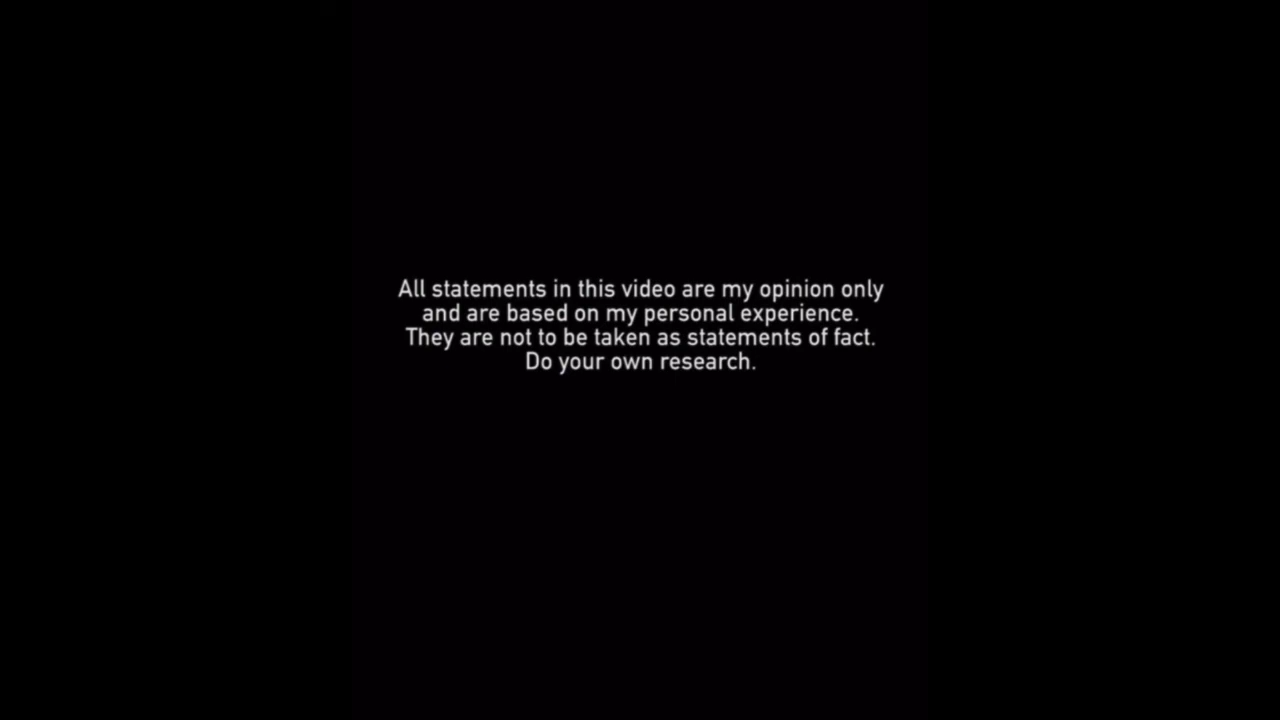 All statements in this video are my opinion only
and are based on my personal experience.
They are not to be taken as statements of fact.
Do your own research.